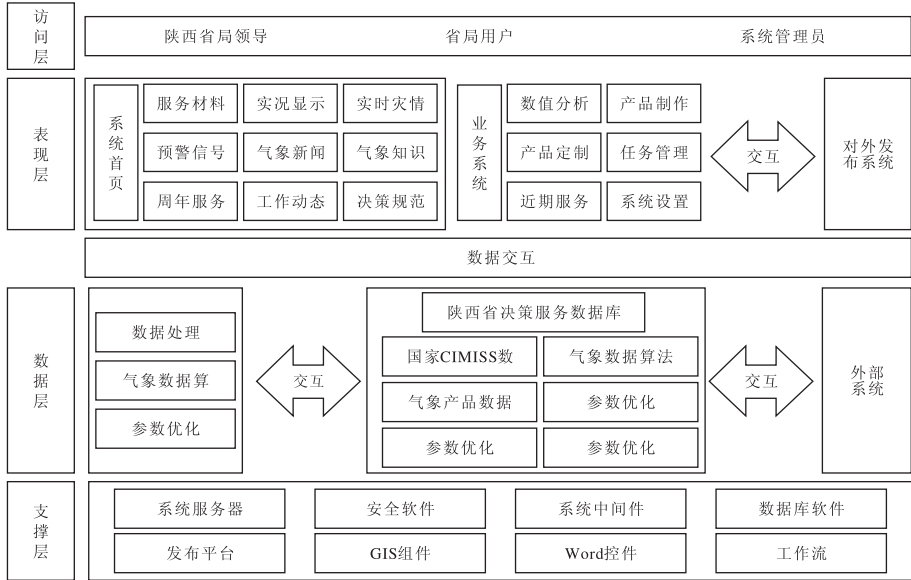 访问层
陕西省局领导 省局用户 系统管理员
表现层
系统首页
服务材料 实况显示 实时灾情
预警信号 气象新闻 气象知识
周年服务 工作动态 决策规范
业务系统
数值分析 产品制作
产品定制 任务管理
近期服务 系统设置
交互
对外发
布系统
数据交互
数据层
数据处理
气象数据算
参数优化
交互
陕西省决策服务数据库
国家CIMISS数 气象数据算法
气象产品数据 参数优化
参数优化 参数优化
交互
外部
系统
支撑层
系统服务器 安全软件 系统中间件 数据库软件
发布平台 GIS组件 Word控件 工作流